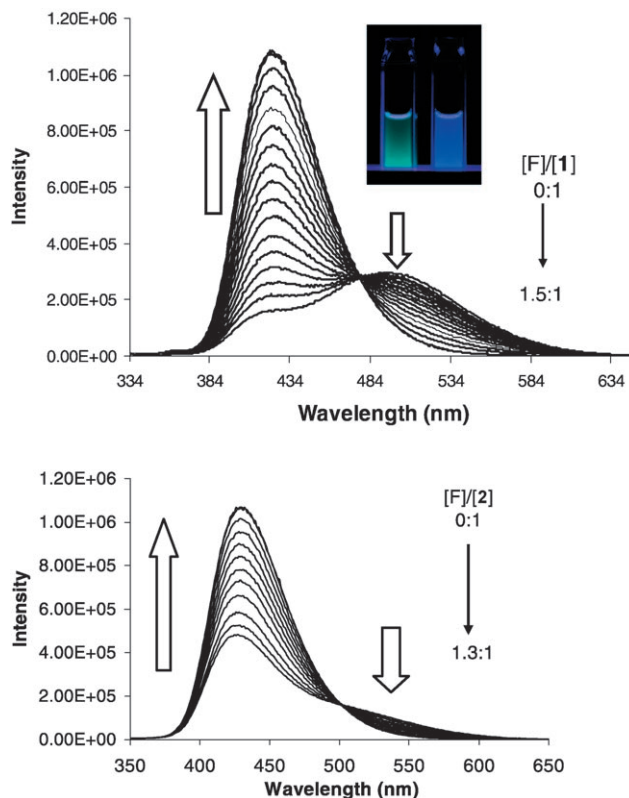 1.20E+06
1.00E+06
8.00E+05
6.00E+05
4.00E+05
2.00E+05
0.00E+00
Intensity
334 384 434 484 534 584 634
Wavelength (nm)
[F]/[1]
0:1
1.5:1
1.20E+06
1.00E+06
8.00E+05
6.00E+05
4.00E+05
2.00E+05
0.00E+00
Intensity
350 400 450 500 550 600 650
Wavelength (nm)
[F]/[2]
0:1
1.3:1